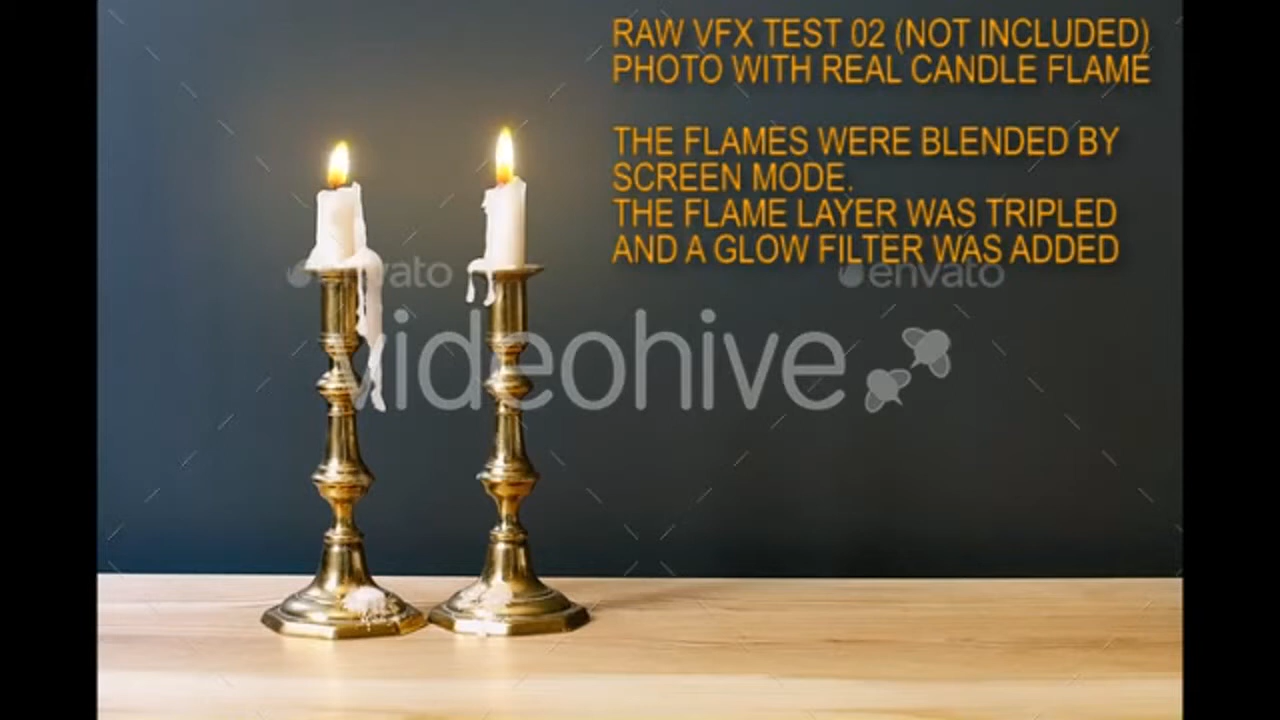 RAW VFX TEST 02 (NOT INCLUDED)
PHOTO WITH REAL CANDLE FLAME
THE FLAMES WERE BLENDED BY
SCREEN MODE.
THE FLAME LAYER WAS TRIPLED
AND A GLOW FILTER WAS ADDED
envato envato
videohive